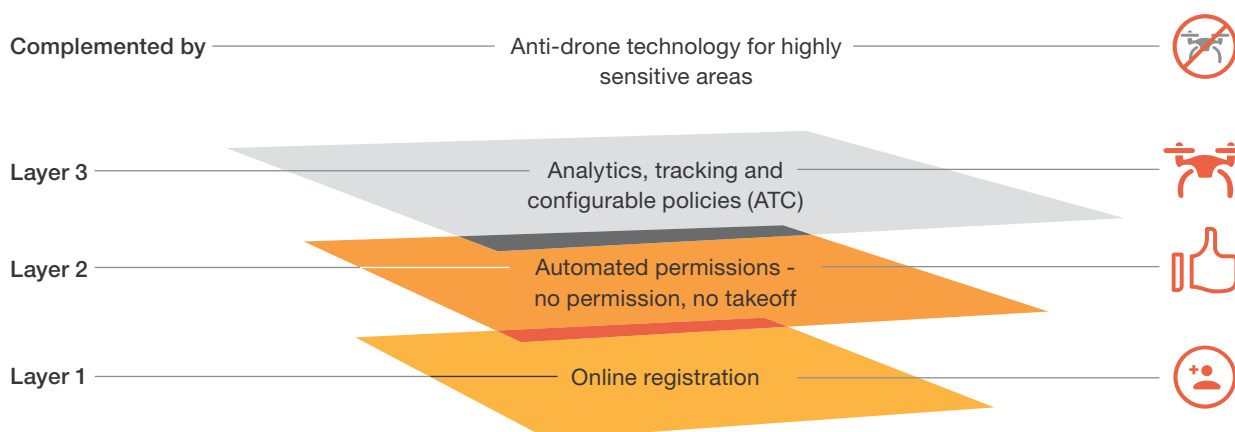 Complemented by
Anti-drone technology for highly
sensitive areas
Layer 3
Analytics, tracking and
configurable policies (ATC)
Layer 2
Automated permissions -
no permission, no takeoff
Layer 1
Online registration